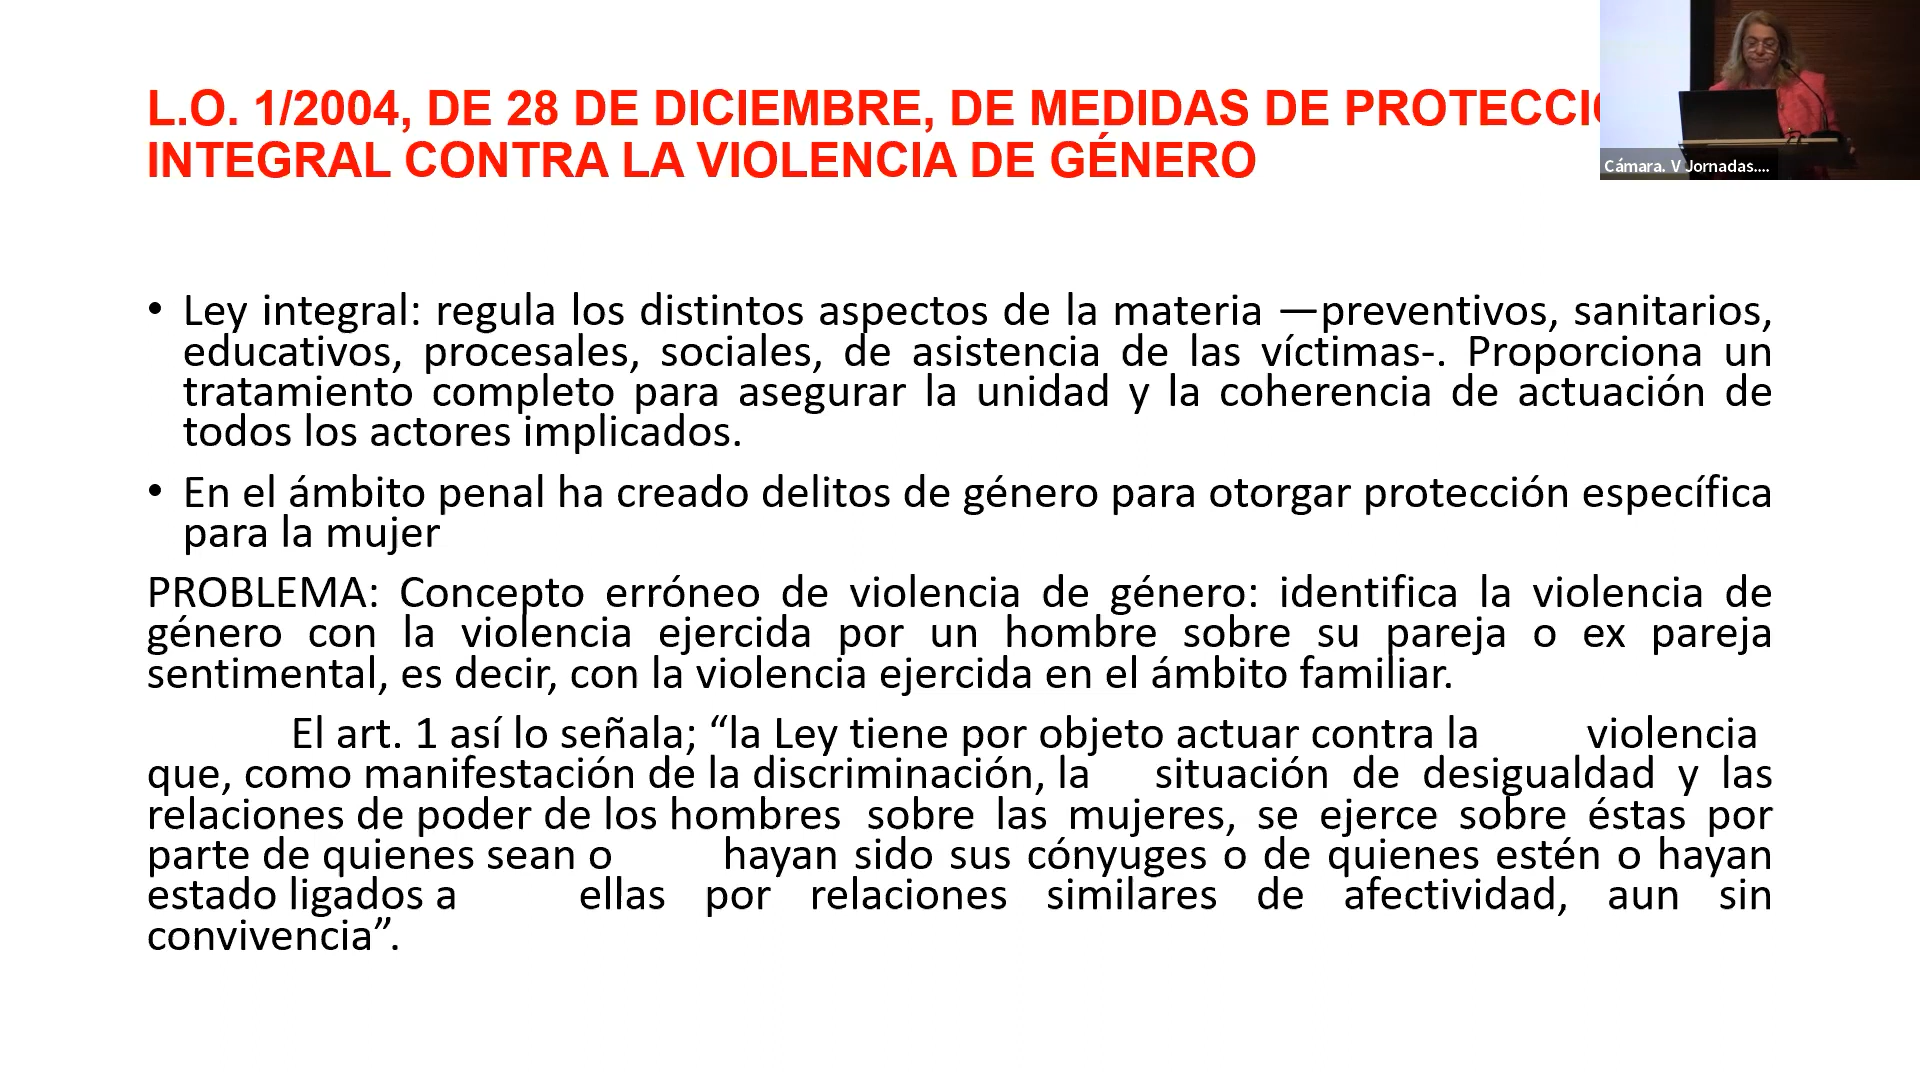 L.O. 1/2004, DE 28 DE DICIEMBRE, DE MEDIDAS DE
INTEGRAL CONTRA LA VIOLENCIA DE GÉNERO
Cámara. V Jornadas....
• Ley integral: regula los distintos aspectos de la materia —preventivos, sanitarios,
educativos, procesales, sociales, de asistencia de las víctimas-. Proporciona un
tratamiento completo para asegurar la unidad y la coherencia de actuación de
todos los actores implicados.
• En el ámbito penal ha creado delitos de género para otorgar protección específica
para la mujer
PROBLEMA: Concepto erróneo de violencia de género: identifica la violencia de
género con la violencia ejercida por un hombre sobre su pareja o ex pareja
sentimental, es decir, con la violencia ejercida en el ámbito familiar.
El art. 1 así lo señala; “la Ley tiene por objeto actuar contra la violencia
que, como manifestación de la discriminación, la situación de desigualdad y las
relaciones de poder de los hombres sobre las mujeres, se ejerce sobre éstas por
parte de quienes sean o hayan sido sus cónyuges o de quienes estén o hayan
estado ligados a ellas por relaciones similares de afectividad, aun sin
convivencia”.